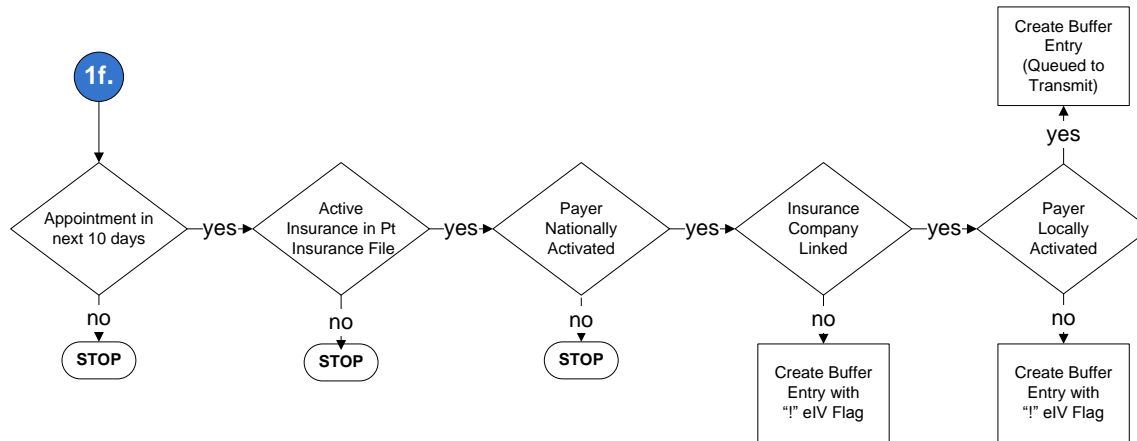 Create Buffer
Entry
(Queued to
Transmit)
1f.
yes
Appointment in
next 10 days
yes
Active
Insurance in Pt
Insurance File
yes
Payer
Nationally
Activated
yes
Insurance
Company
Linked
yes
Payer
Locally
Activated
no
STOP
no
STOP
no
STOP
no
Create Buffer
Entry with
“!” eIV Flag
no
Create Buffer
Entry with
“!” eIV Flag